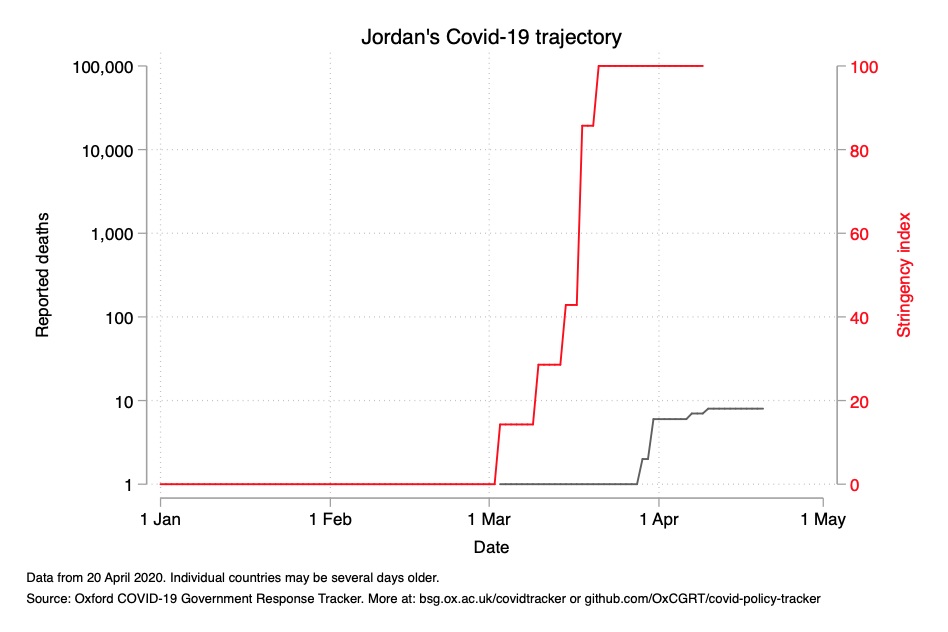 Jordan's Covid-19 trajectory
100,000
10,000
1,000
100
10
1
Reported deaths
100
80
60
40
20
0
Stringency index
1 Jan
1 Feb
1 Mar
1 Apr
1 May
Date
Data from 20 April 2020. Individual countries may be several days older.
Source: Oxford COVID-19 Government Response Tracker. More at: bsg.ox.ac.uk/covidtracker or github.com/OxCGRT/covid-policy-tracker